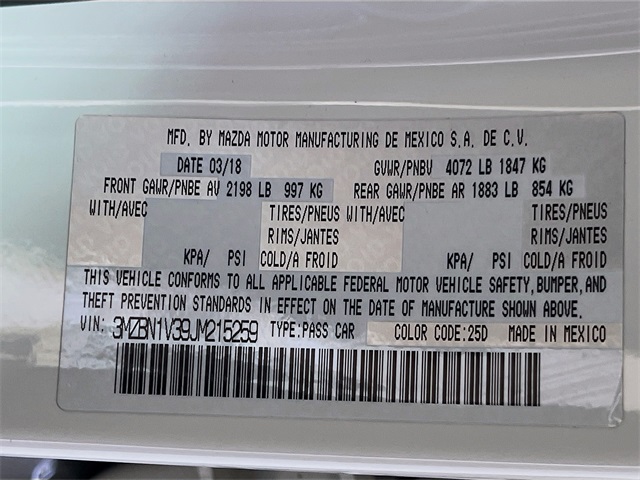 MFD. BY MAZDA MOTOR MANUFACTURING DE MEXICO S.A. DE C.V.
DATE 03/18 GVWR/PNBV 4072 LB 1847 KG
FRONT GAWR/PNBE AV 2198 LB 997 KG REAR GAWR/PNBE AR 1883 LB 854 KG
WITH/AVEC TIRES/PNEUS WITH/AVEC TIRES/PNEUS
RIMS/JANTES RIMS/JANTES
KPA/ PSI COLD/A FROID KPA/ PSI COLD/A FROID
THIS VEHICLE CONFORMS TO ALL APPLICABLE FEDERAL MOTOR VEHICLE SAFETY, BUMPER, AND
THEFT PREVENTION STANDARDS IN EFFECT ON THE DATE OF MANUFACTURE SHOWN ABOVE.
VIN: 3MZBN1V39JM215259 TYPE:PASS CAR COLOR CODE:25D MADE IN MEXICO